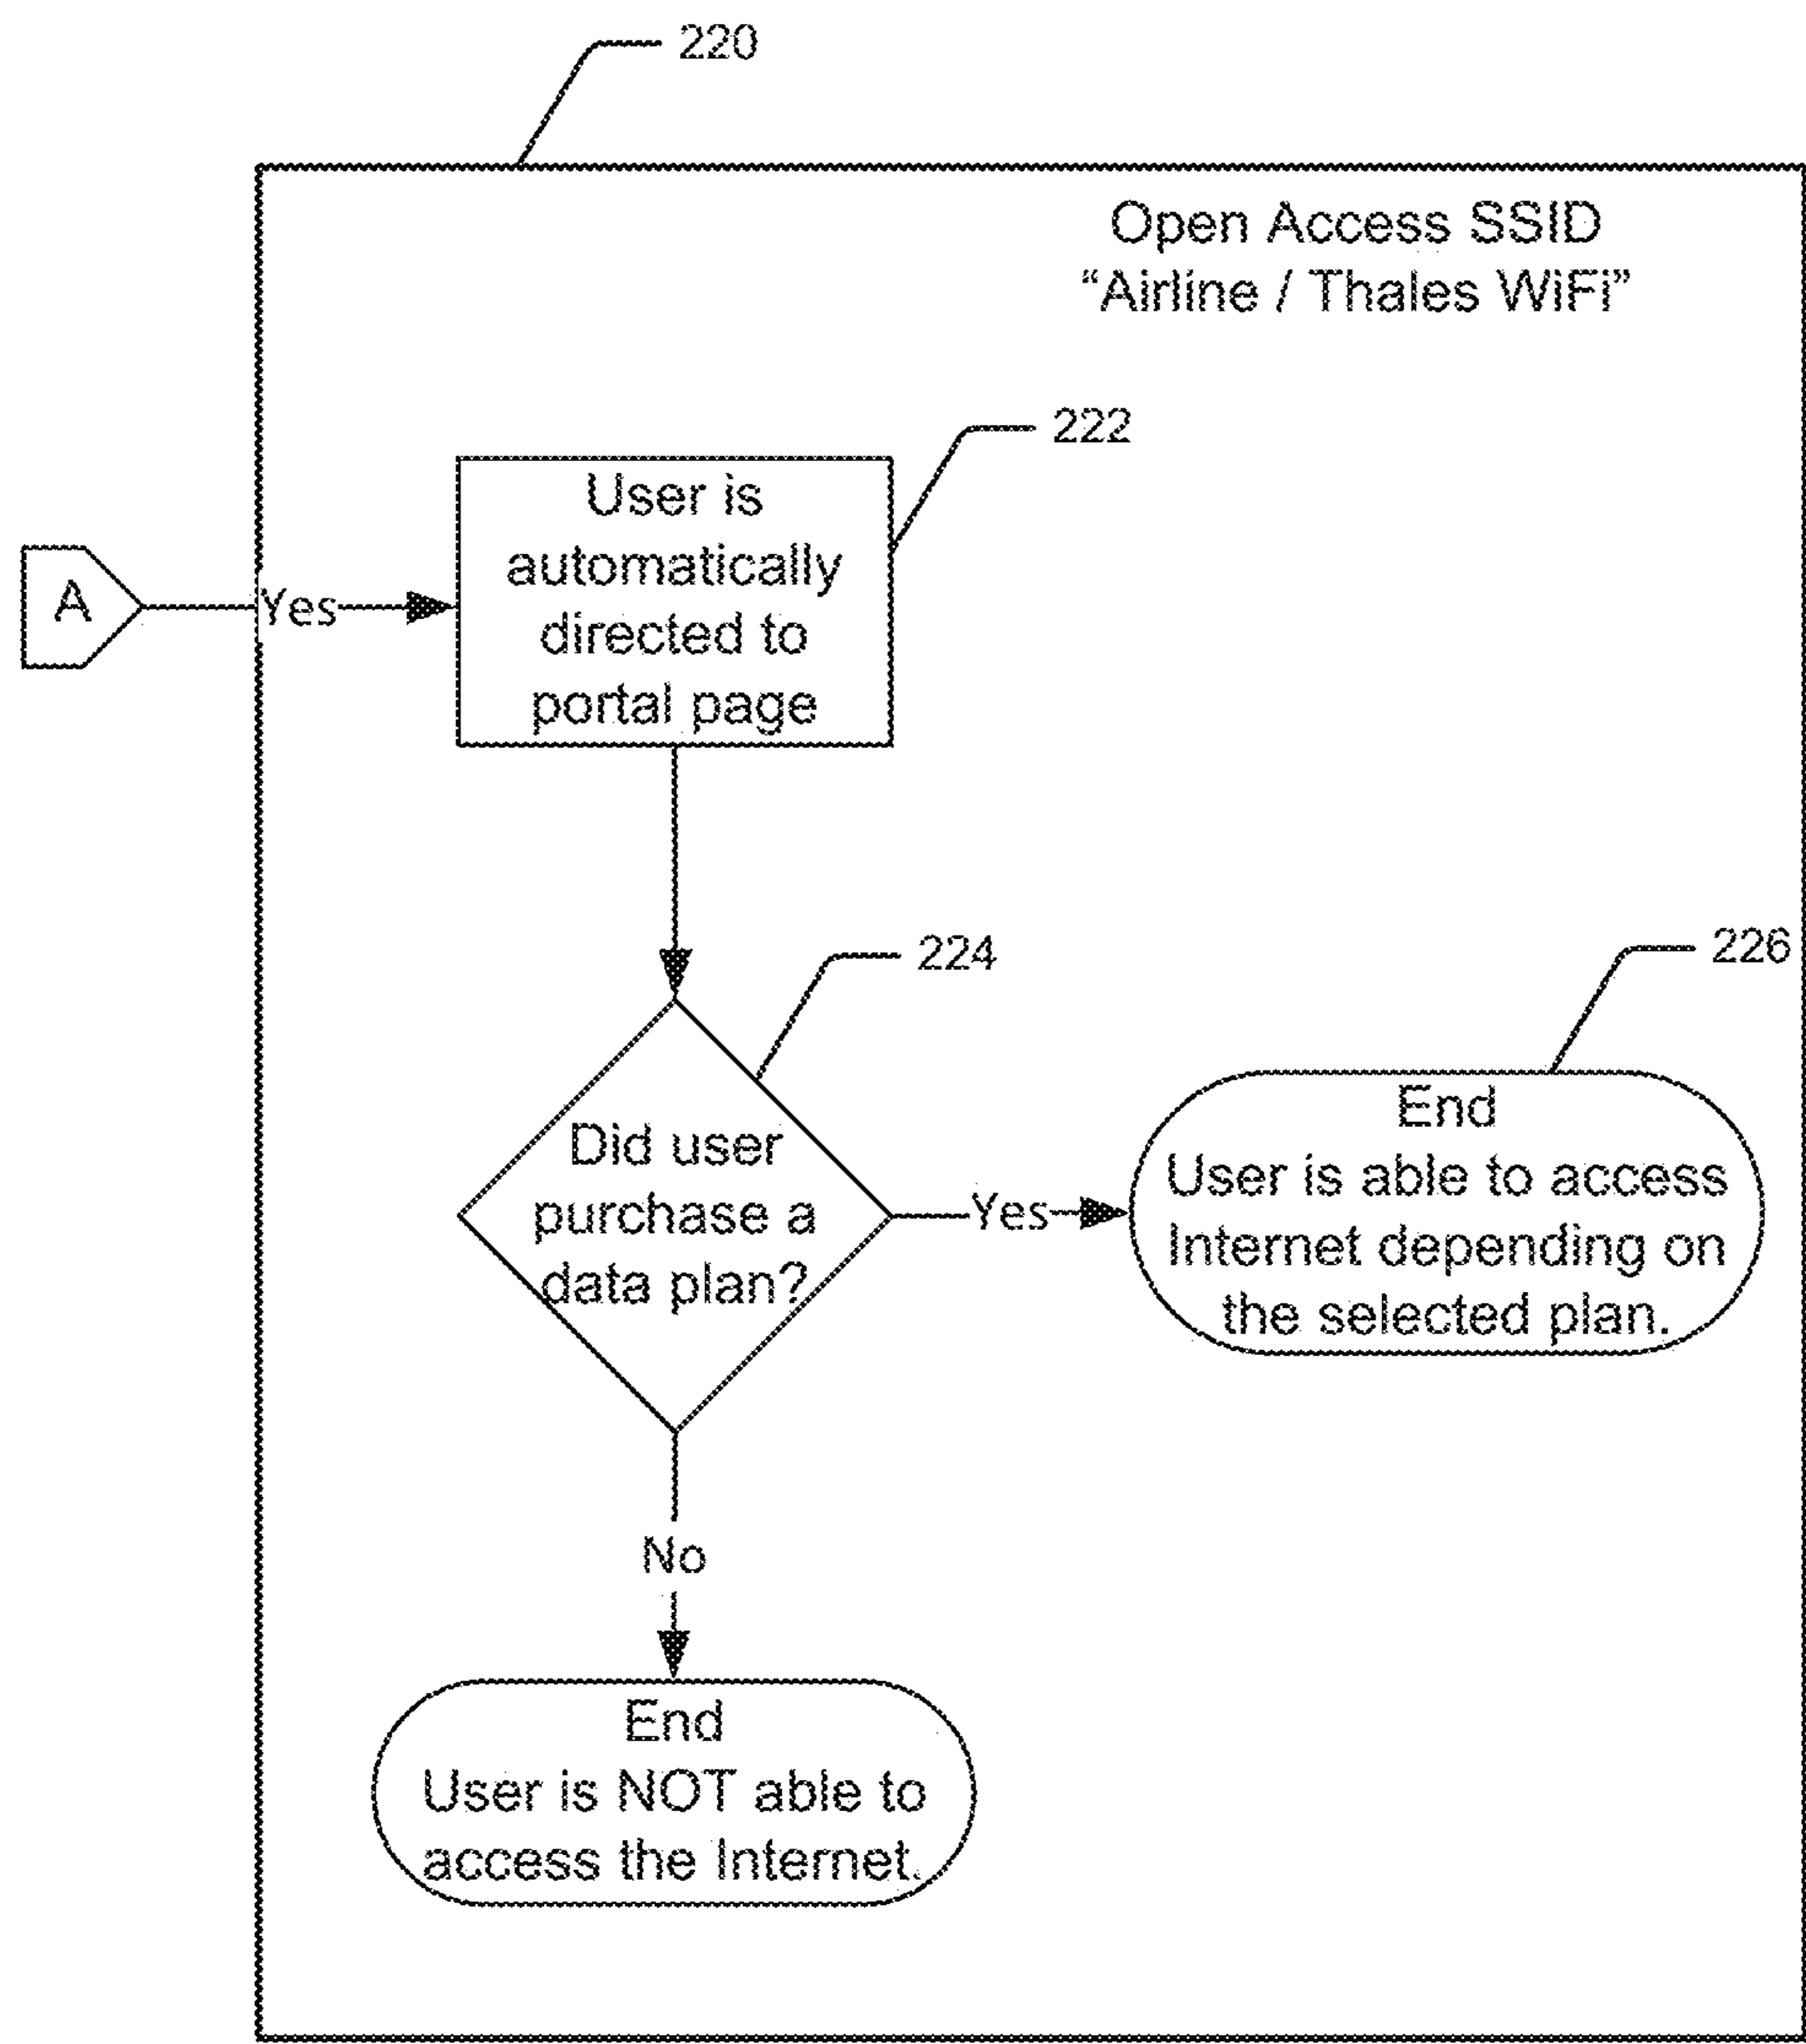 220
Open Access SSID
“Airline / Thales WiFi”
222
User is
automatically
directed to
portal page
A
Yes
224
226
Did user
purchase a
data plan?
Yes
End
User is able to access
Internet depending on
the selected plan.
No
End
User is NOT able to
access the Internet.